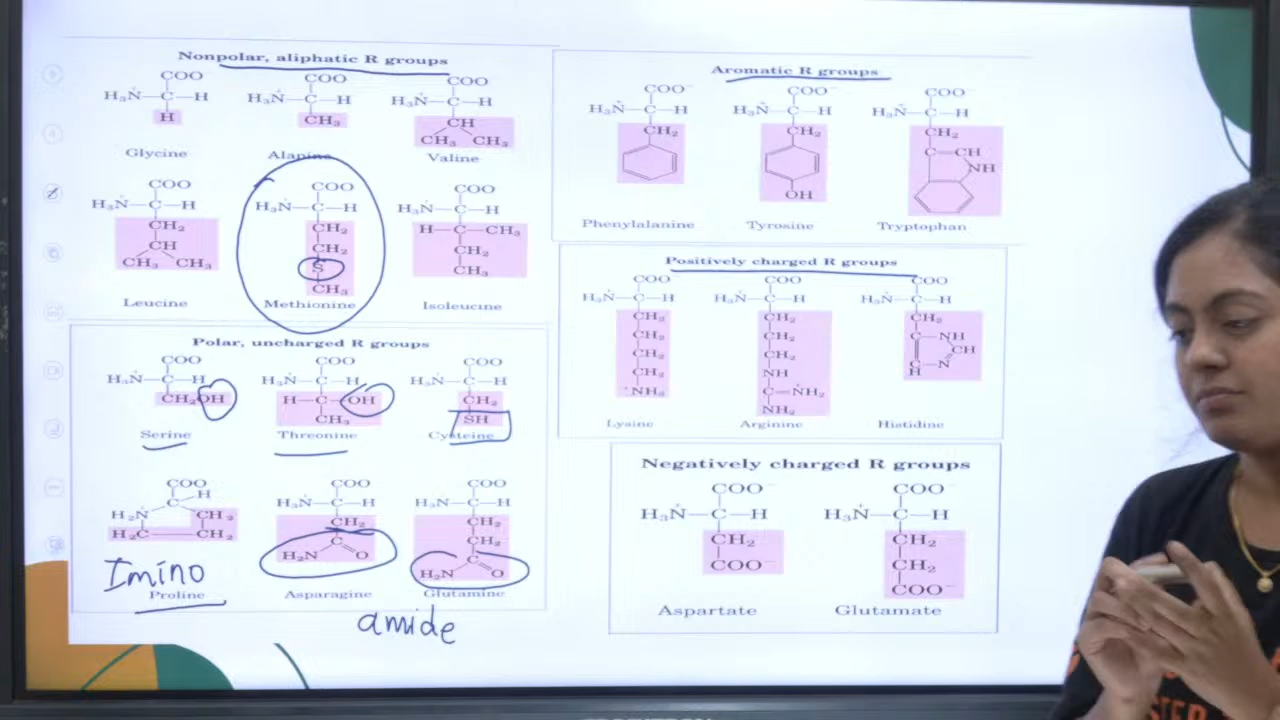 Nonpolar, aliphatic R groups
COO COO COO
H₃N⁺—C—H H₃N⁺—C—H H₃N⁺—C—H
H CH₃ CH
CH₃ CH₃
Glycine Alanine Valine
COO COO COO
H₃N⁺—C—H H₃N⁺—C—H H₃N⁺—C—H
CH₂ CH₂ H—C—CH₃
CH CH₂ CH₂
CH₃ CH₃ S CH₃
CH₃
Leucine Methionine Isoleucine
Polar, uncharged R groups
COO COO COO
H₃N⁺—C—H H₃N⁺—C—H H₃N⁺—C—H
CH₂OH H—C—OH CH₂
CH₃ SH
Serine Threonine Cysteine
COO COO COO
H
H₂N⁺ C H₃N⁺—C—H H₃N⁺—C—H
CH₂ CH₂ CH₂
H₂C CH₂ C CH₂
H₂N O C
H₂N O
Imino
Proline Asparagine Glutamine
amide
Aromatic R groups
COO⁻ COO⁻ COO⁻
H₃N⁺—C—H H₃N⁺—C—H H₃N⁺—C—H
CH₂ CH₂ CH₂
C=CH
NH
OH
Phenylalanine Tyrosine Tryptophan
Positively charged R groups
COO COO COO
H₃N⁺—C—H H₃N⁺—C—H H₃N⁺—C—H
CH₂ CH₂ CH₂
CH₂ CH₂ C—NH
CH₂ CH₂ CH
CH₂ NH C—N
⁺NH₃ C=NH₂⁺ H
NH₂
Lysine Arginine Histidine
Negatively charged R groups
COO⁻ COO⁻
H₃N⁺—C—H H₃N⁺—C—H
CH₂ CH₂
COO⁻ CH₂
COO⁻
Aspartate Glutamate